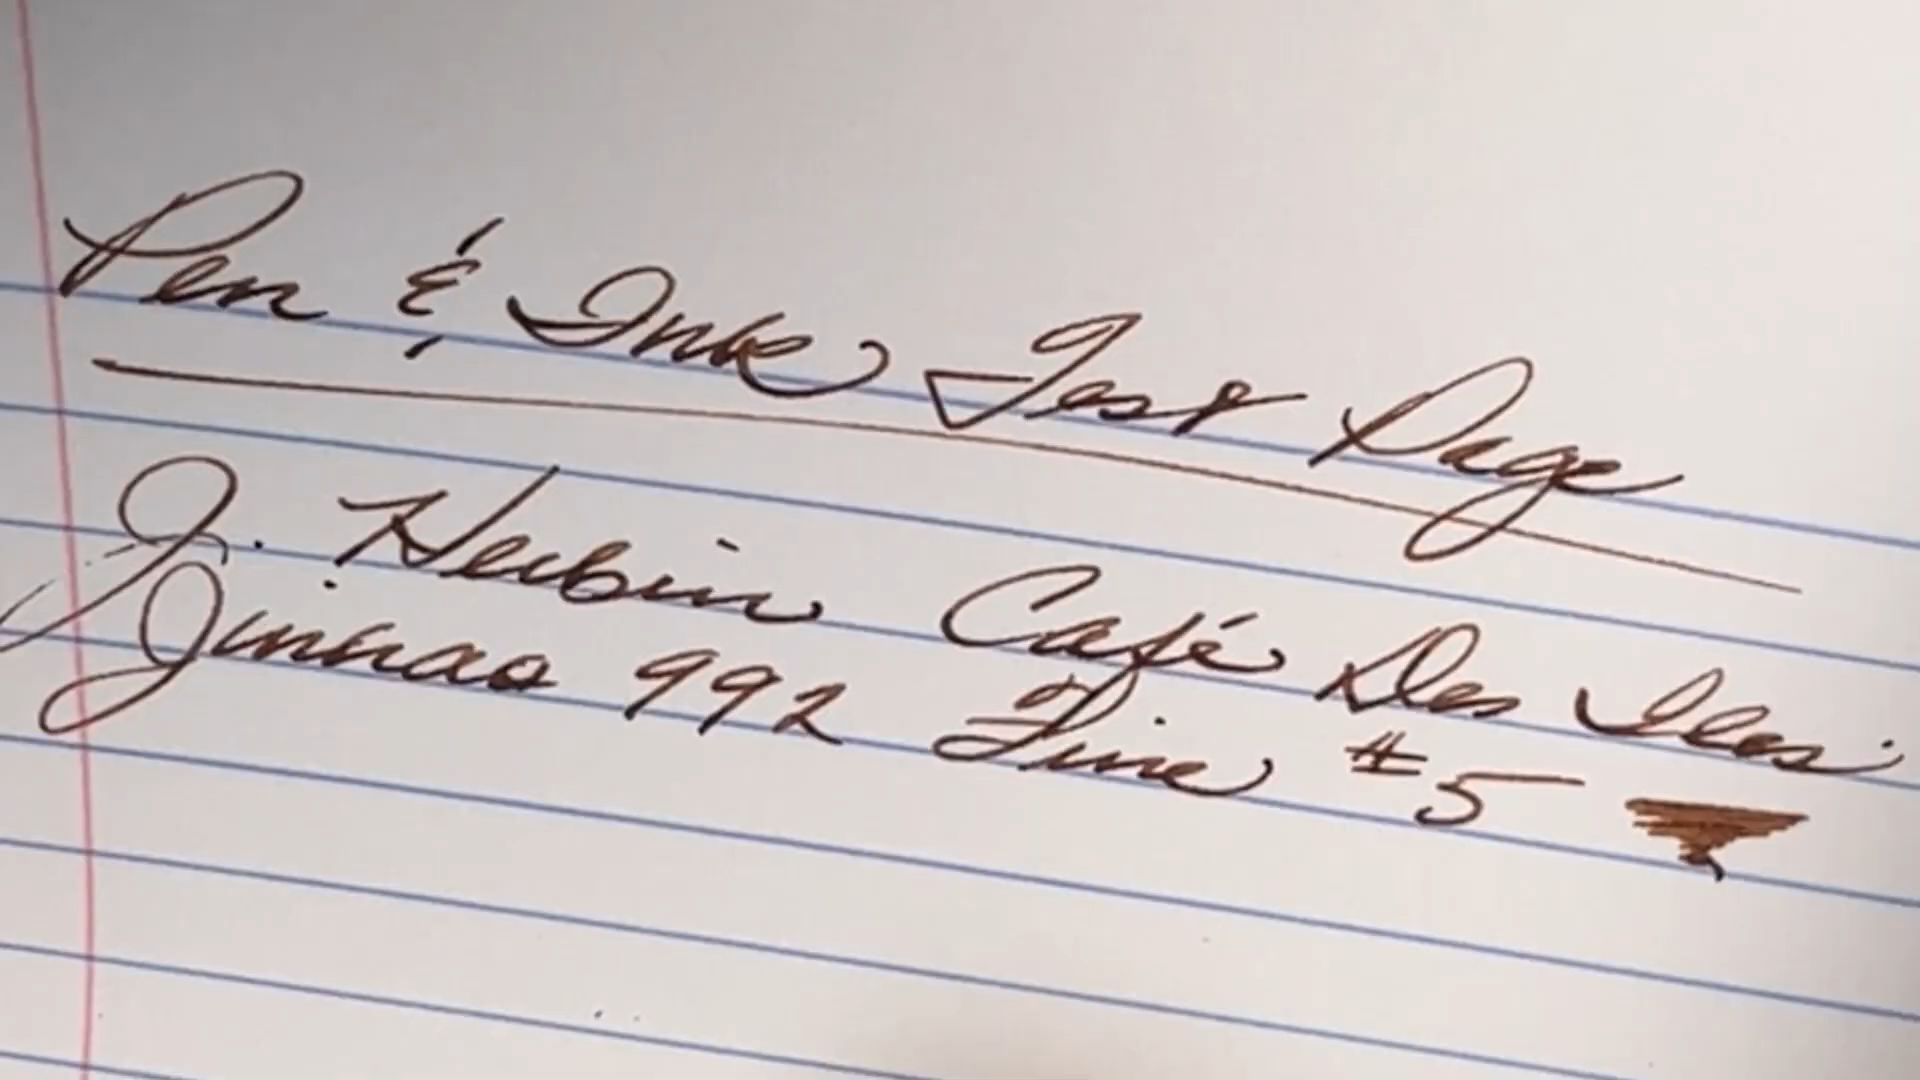 Pen & Ink Test Page
J. Herbin Café Des Iles
Jinhao 992 Fine #5